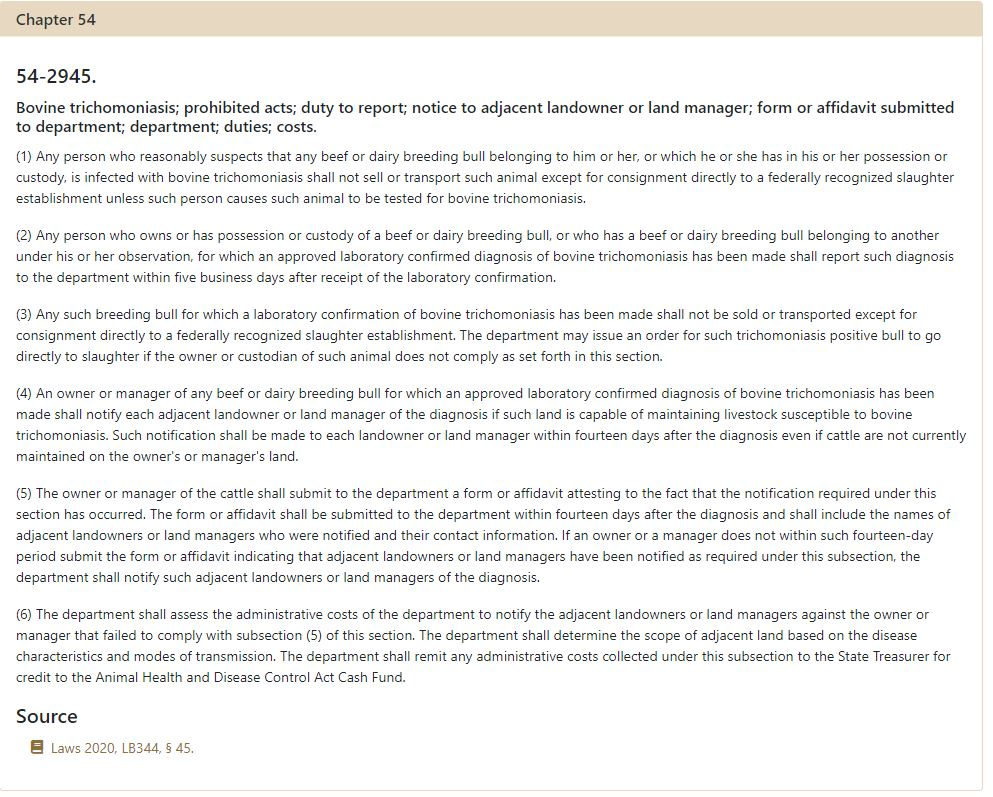 Chapter 54
54-2945.
Bovine trichomoniasis; prohibited acts; duty to report; notice to adjacent landowner or land manager; form or affidavit submitted
to department; department; duties; costs.
(1) Any person who reasonably suspects that any beef or dairy breeding bull belonging to him or her, or which he or she has in his or her possession or
custody, is infected with bovine trichomoniasis shall not sell or transport such animal except for consignment directly to a federally recognized slaughter
establishment unless such person causes such animal to be tested for bovine trichomoniasis.
(2) Any person who owns or has possession or custody of a beef or dairy breeding bull, or who has a beef or dairy breeding bull belonging to another
under his or her observation, for which an approved laboratory confirmed diagnosis of bovine trichomoniasis has been made shall report such diagnosis
to the department within five business days after receipt of the laboratory confirmation.
(3) Any such breeding bull for which a laboratory confirmation of bovine trichomoniasis has been made shall not be sold or transported except for
consignment directly to a federally recognized slaughter establishment. The department may issue an order for such trichomoniasis positive bull to go
directly to slaughter if the owner or custodian of such animal does not comply as set forth in this section.
(4) An owner or manager of any beef or dairy breeding bull for which an approved laboratory confirmed diagnosis of bovine trichomoniasis has been
made shall notify each adjacent landowner or land manager of the diagnosis if such land is capable of maintaining livestock susceptible to bovine
trichomoniasis. Such notification shall be made to each landowner or land manager within fourteen days after the diagnosis even if cattle are not currently
maintained on the owner's or manager's land.
(5) The owner or manager of the cattle shall submit to the department a form or affidavit attesting to the fact that the notification required under this
section has occurred. The form or affidavit shall be submitted to the department within fourteen days after the diagnosis and shall include the names of
adjacent landowners or land managers who were notified and their contact information. If an owner or a manager does not within such fourteen-day
period submit the form or affidavit indicating that adjacent landowners or land managers have been notified as required under this subsection, the
department shall notify such adjacent landowners or land managers of the diagnosis.
(6) The department shall assess the administrative costs of the department to notify the adjacent landowners or land managers against the owner or
manager that failed to comply with subsection (5) of this section. The department shall determine the scope of adjacent land based on the disease
characteristics and modes of transmission. The department shall remit any administrative costs collected under this subsection to the State Treasurer for
credit to the Animal Health and Disease Control Act Cash Fund.
Source
Laws 2020, LB344, § 45.